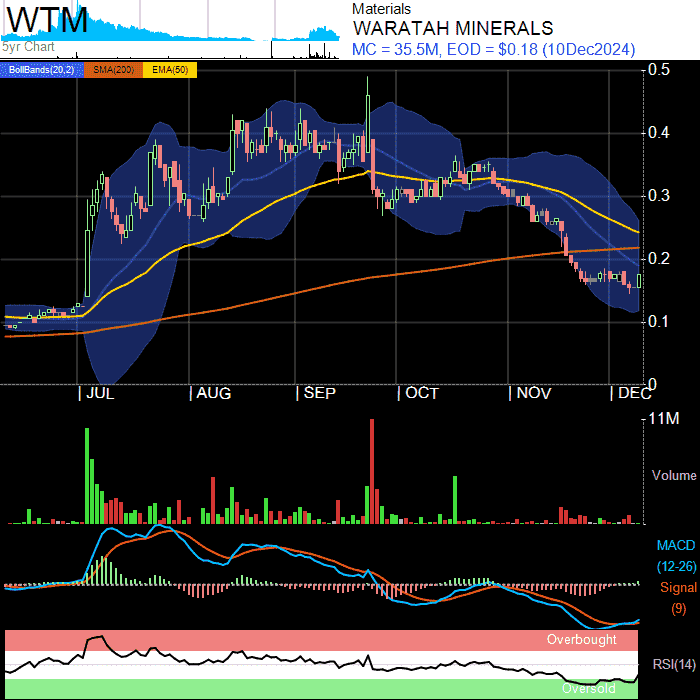 WTM
5yr Chart
Materials
WARATAH MINERALS
MC = 35.5M, EOD = $0.18 (10Dec2024)
BollBands(20,2) SMA(200) EMA(50)
0.5
0.4
0.3
0.2
0.1
0
JUL AUG SEP OCT NOV DEC
11M
Volume
MACD
(12-26)
Signal
(9)
Overbought
RSI(14)
Oversold